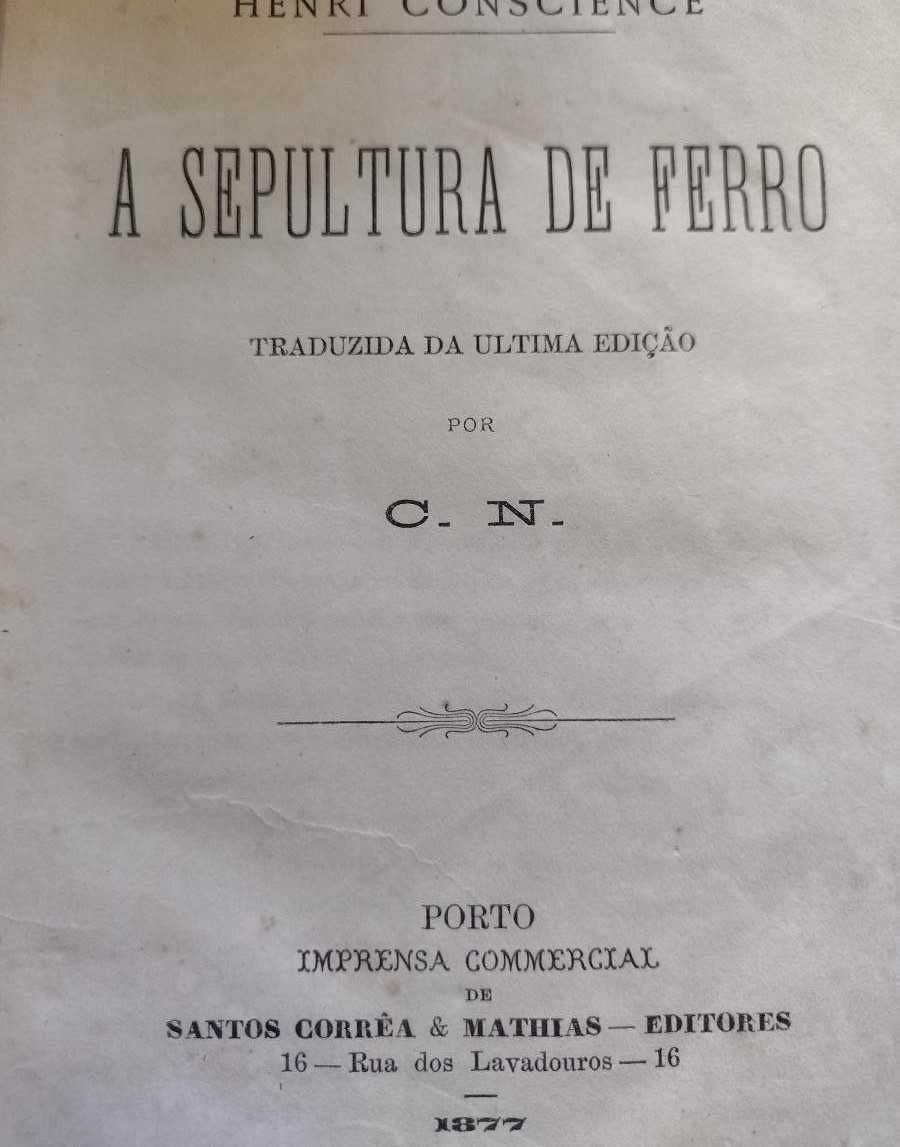 HENRI CONSCIENCE
A SEPULTURA DE FERRO
TRADUZIDA DA ULTIMA EDIÇÃO
POR
C. N.
PORTO
IMPRENSA COMMERCIAL
DE
SANTOS CORRÊA & MATHIAS — EDITORES
16 — Rua dos Lavadouros — 16
1877